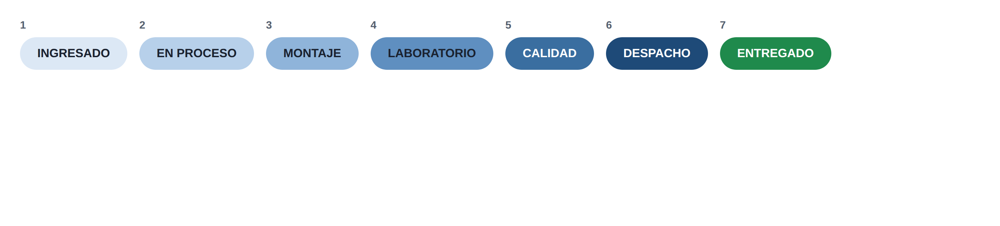 1 2 3 4 5 6 7
INGRESADO EN PROCESO MONTAJE LABORATORIO CALIDAD DESPACHO ENTREGADO